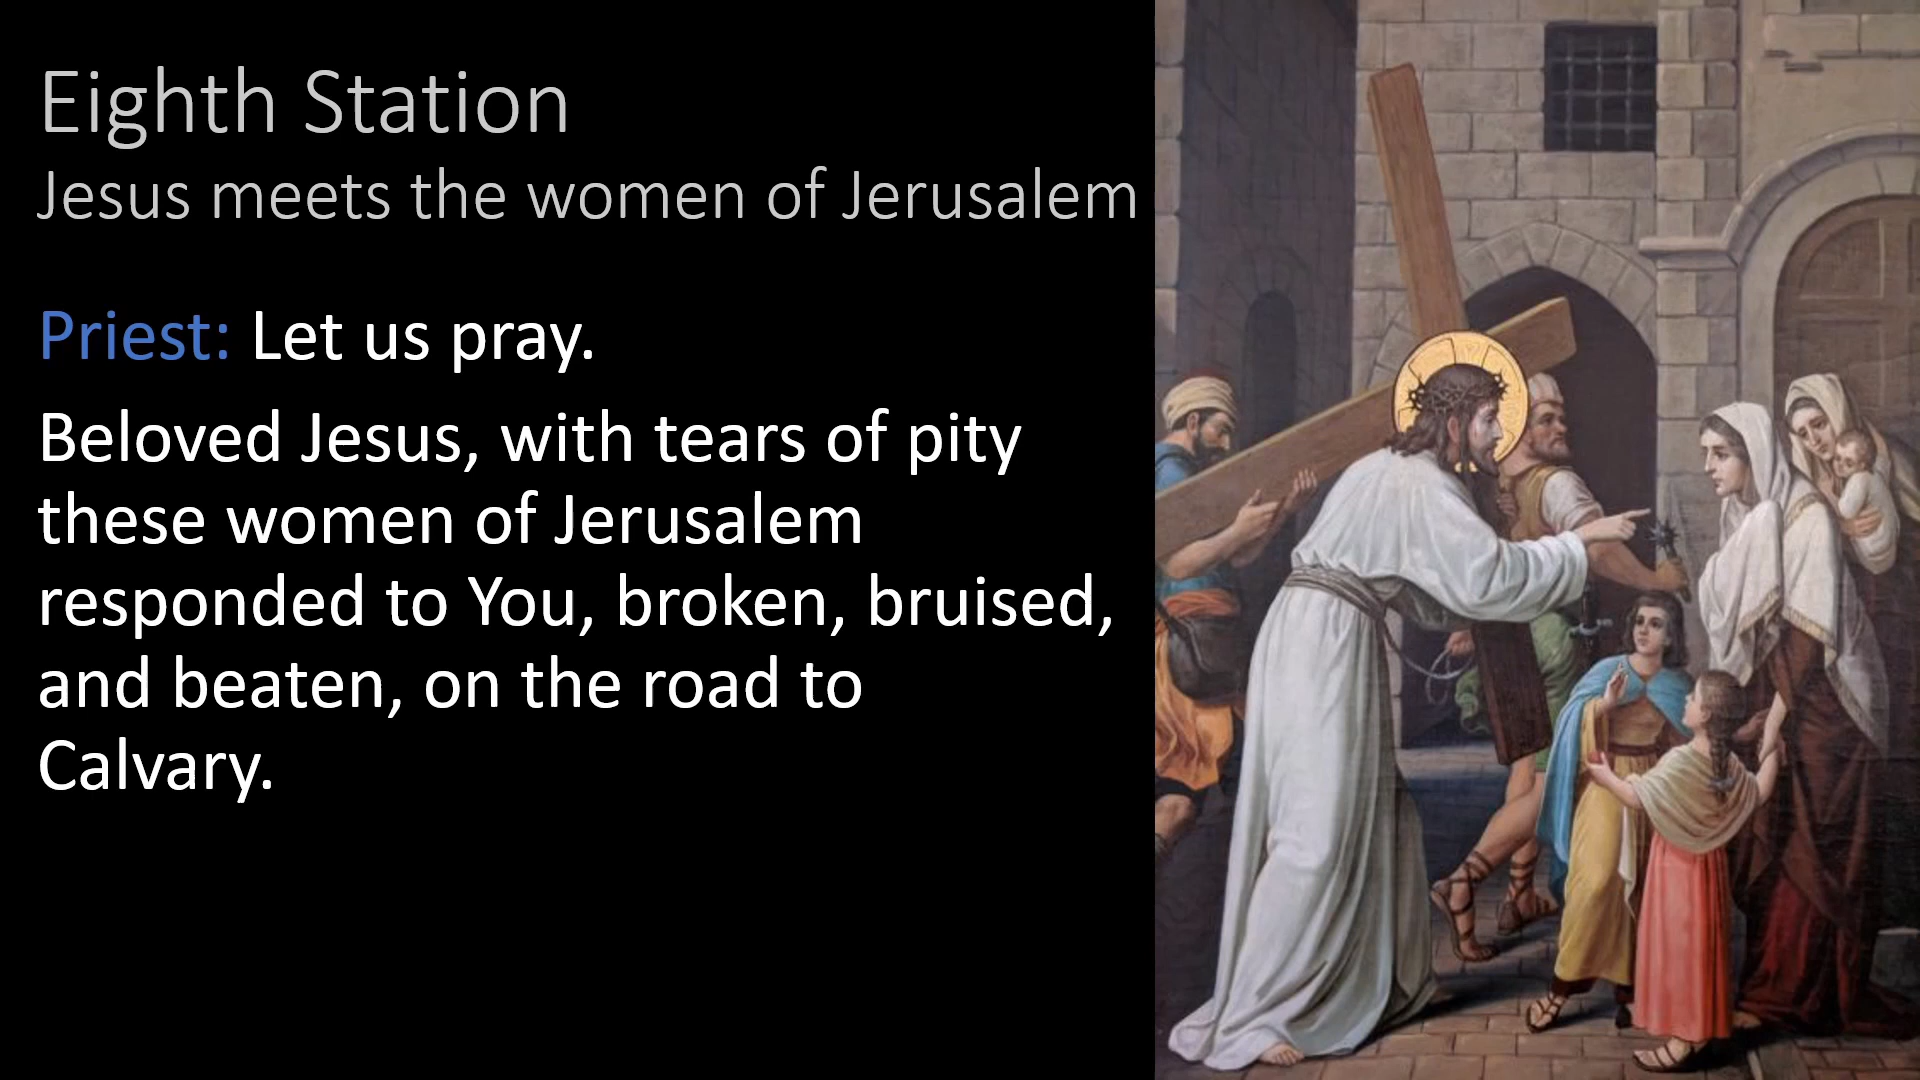 Eighth Station
Jesus meets the women of Jerusalem
Priest: Let us pray.
Beloved Jesus, with tears of pity
these women of Jerusalem
responded to You, broken, bruised,
and beaten, on the road to
Calvary.